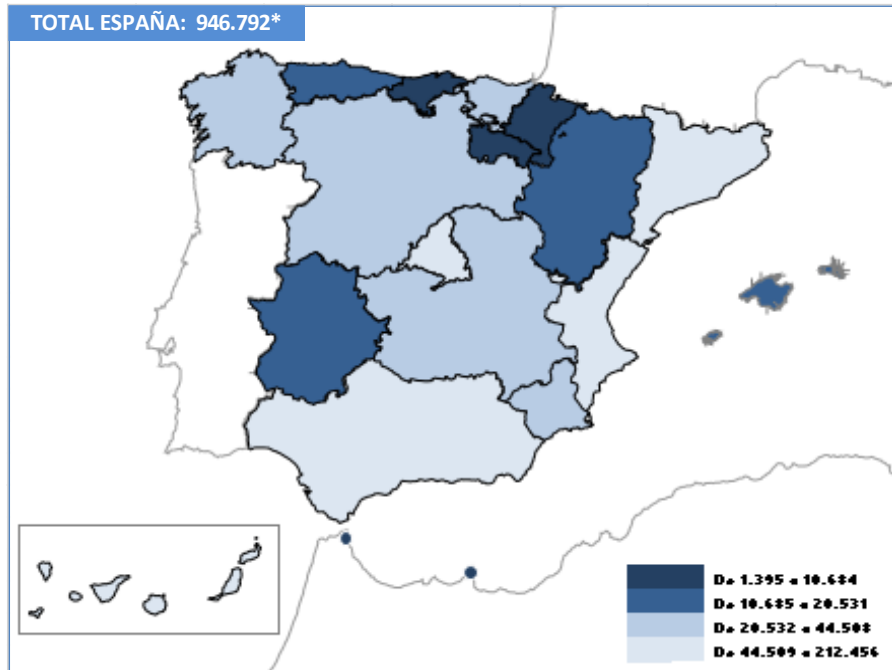 TOTAL ESPAÑA: 946.792*
De 1.395 a 10.684
De 10.685 a 20.531
De 20.532 a 44.508
De 44.509 a 212.456